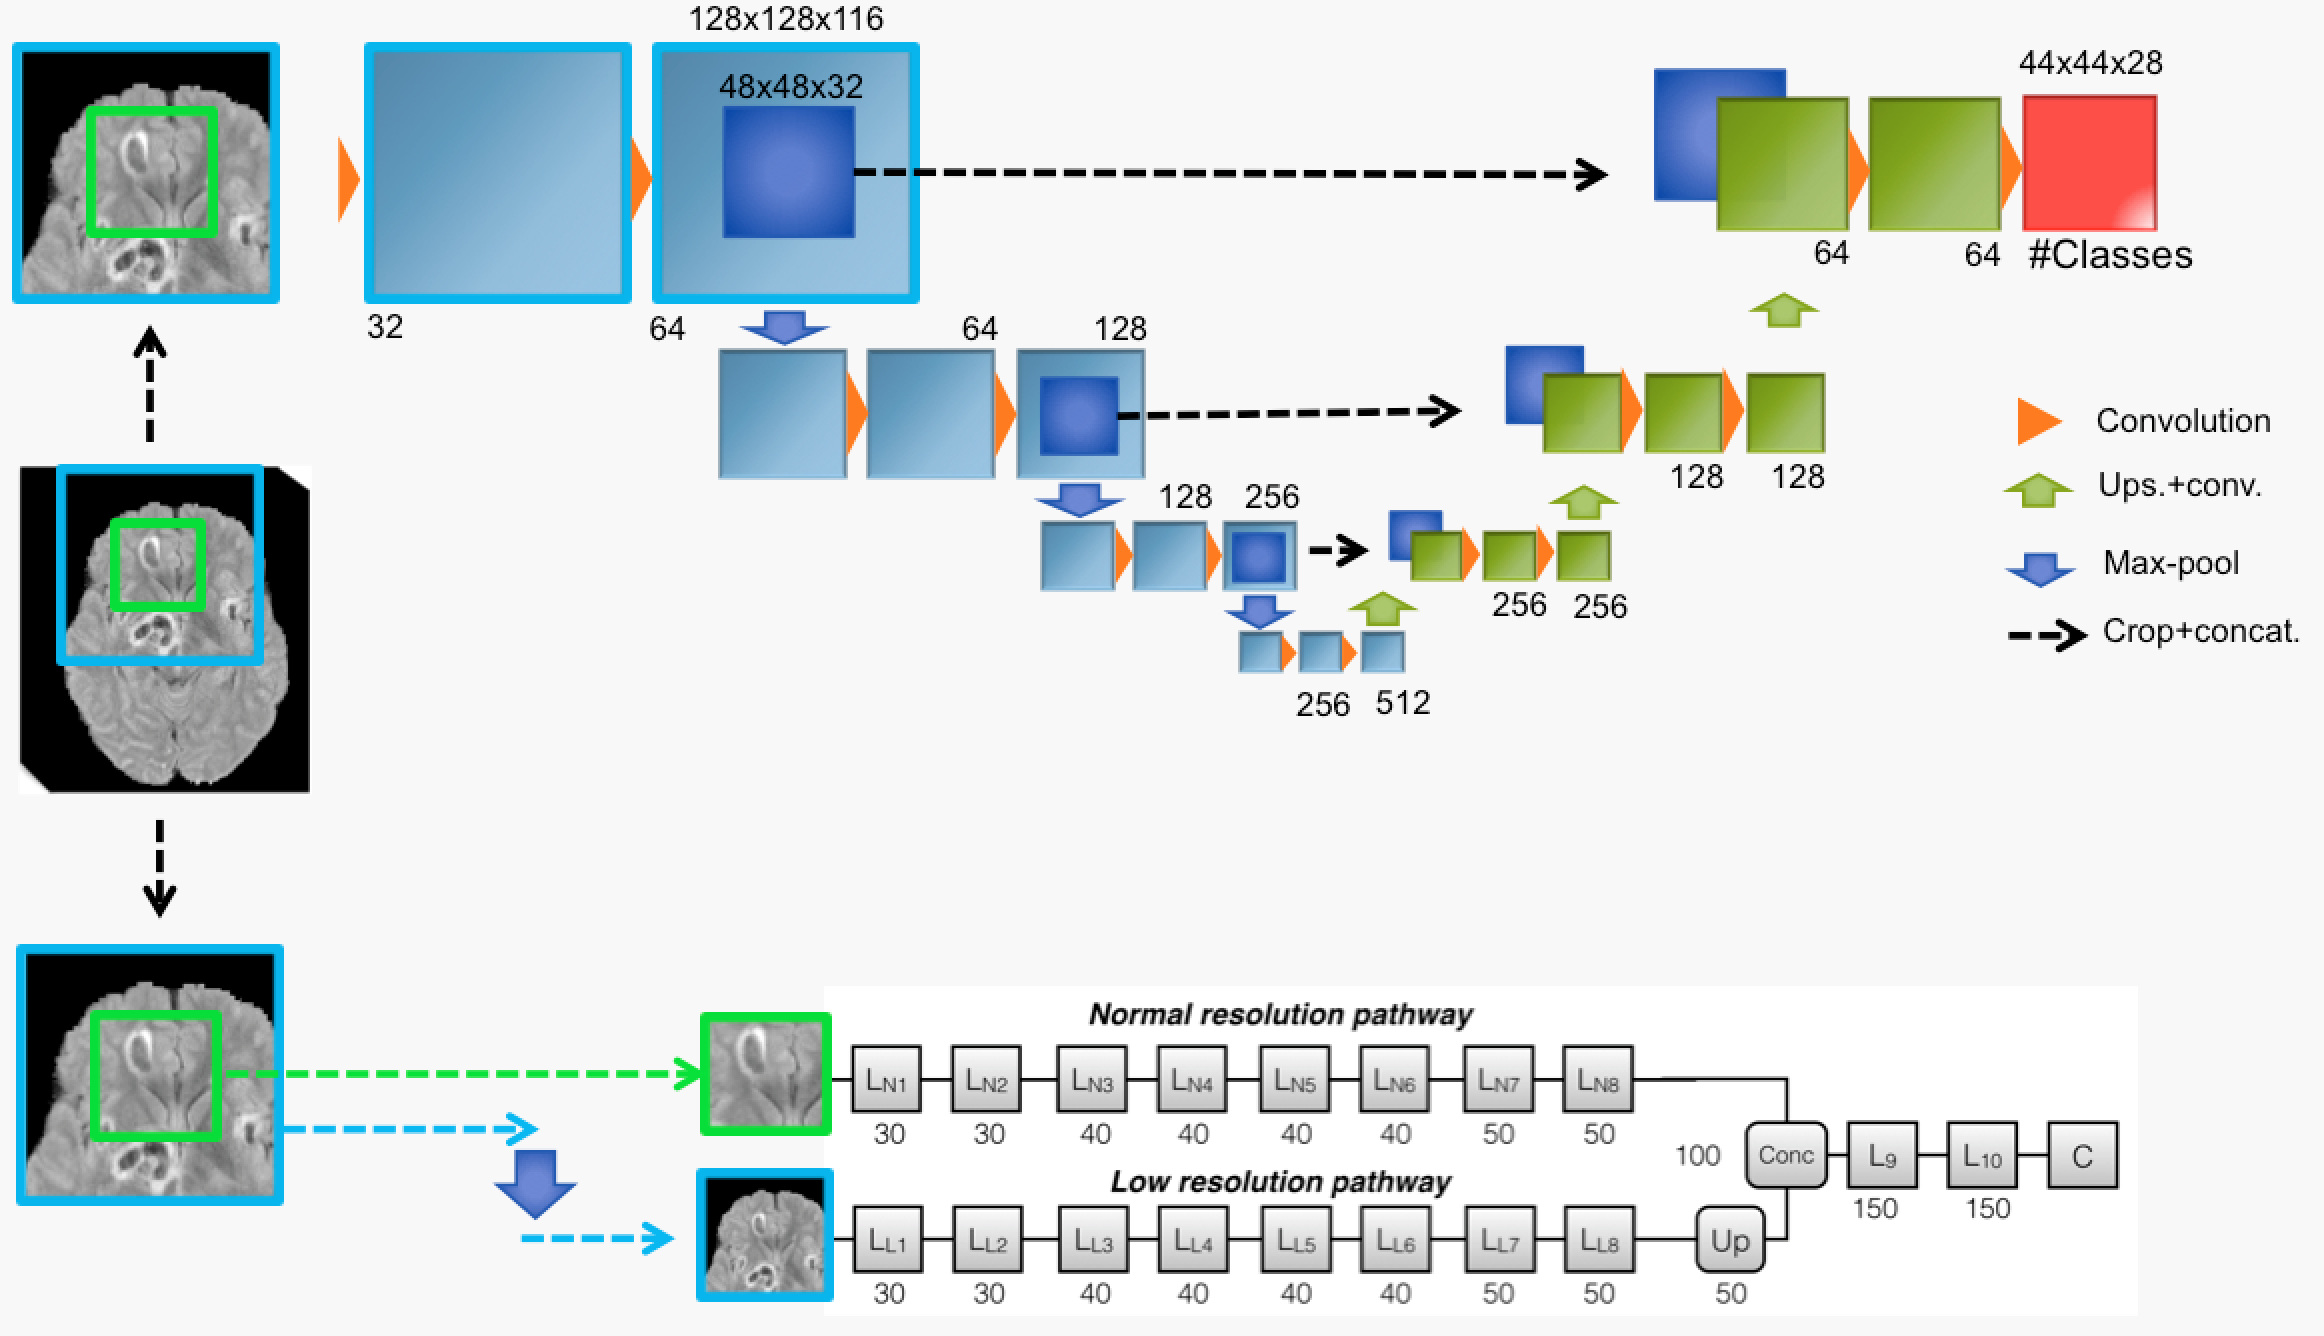 128x128x116
48x48x32
44x44x28
64 64 #Classes
32 64 64 128
128 256
128 128
256 256
256 512
Convolution
Ups.+conv.
Max-pool
Crop+concat.
Normal resolution pathway
LN1 LN2 LN3 LN4 LN5 LN6 LN7 LN8
30 30 40 40 40 40 50 50
100 Conc L9 L10 C
150 150
Low resolution pathway
LL1 LL2 LL3 LL4 LL5 LL6 LL7 LL8 Up
30 30 40 40 40 40 50 50 50